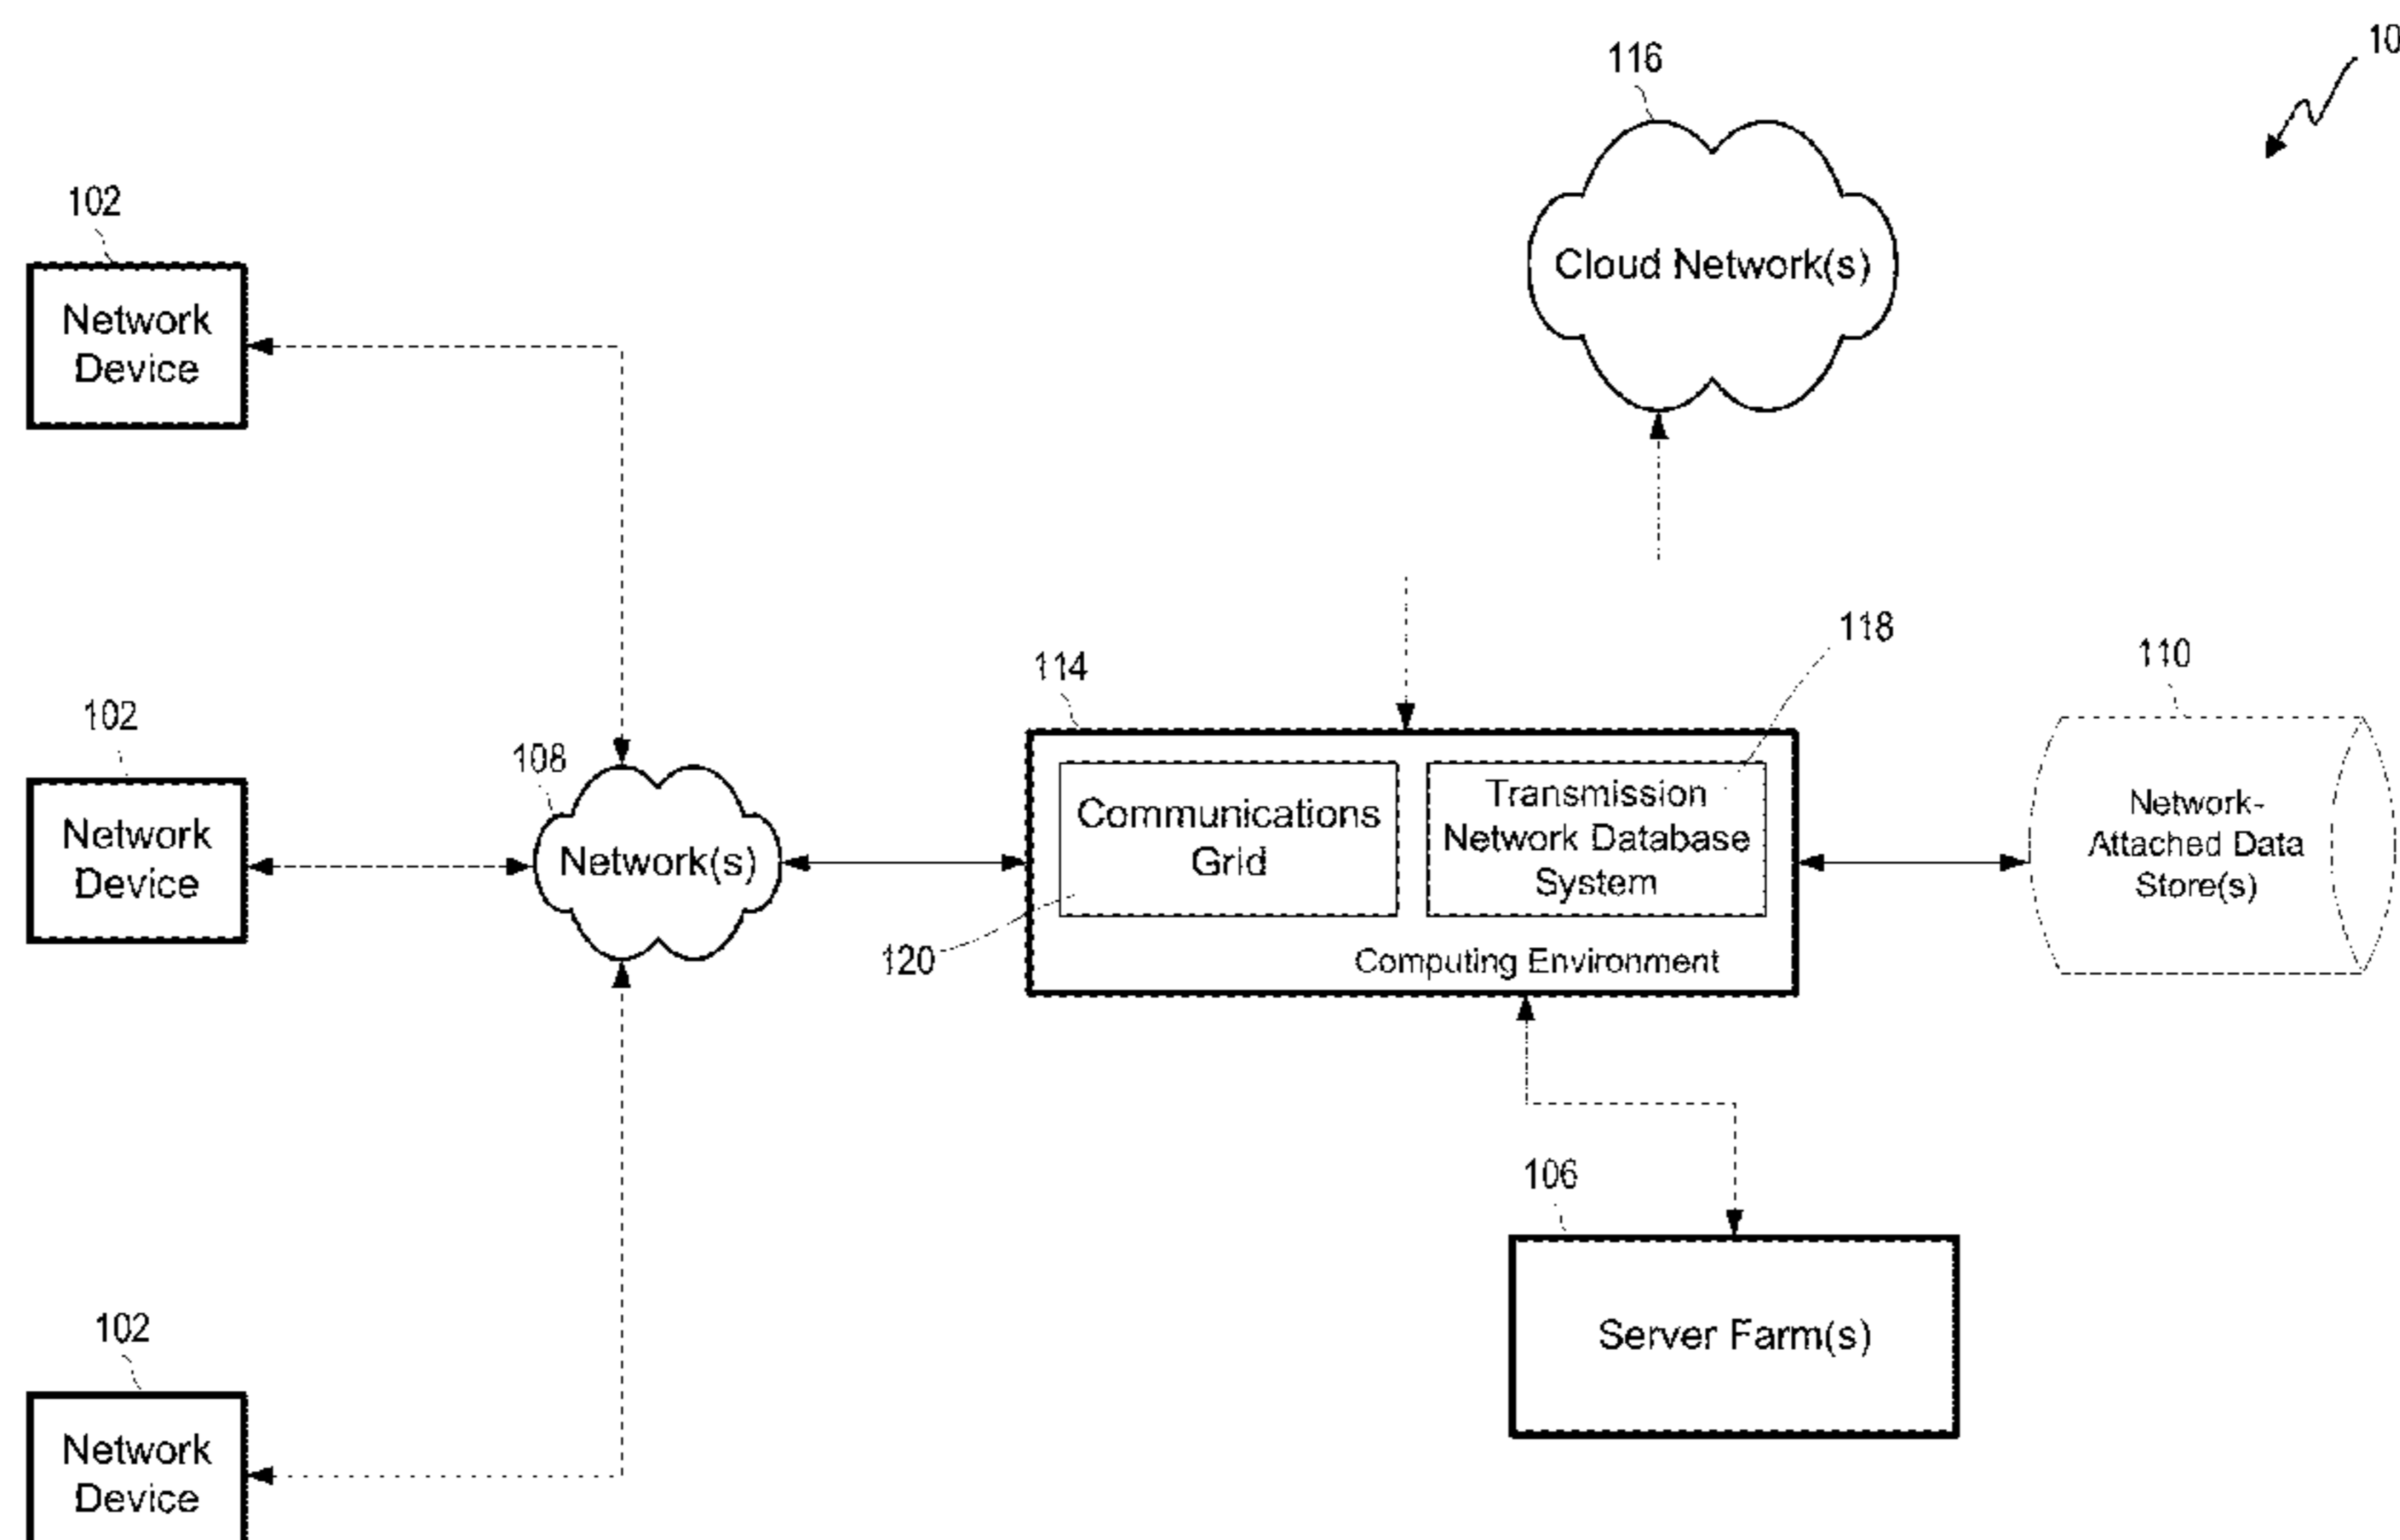 10
116
Cloud Network(s)
102
Network
Device
118
110
114
102
108
Network
Device
Network(s)
Communications
Grid
Transmission
Network Database
System
Network-
Attached Data
Store(s)
120
Computing Environment
106
Server Farm(s)
102
Network
Device